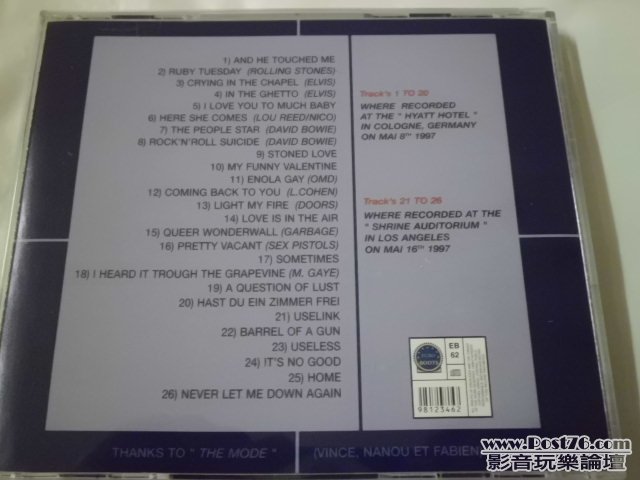 1) AND HE TOUCHED ME
2) RUBY TUESDAY (ROLLING STONES)
3) CRYING IN THE CHAPEL (ELVIS)
4) IN THE GHETTO (ELVIS)
5) I LOVE YOU TO MUCH BABY
6) HERE SHE COMES (LOU REED/NICO)
7) THE PEOPLE STAR (DAVID BOWIE)
8) ROCK'N'ROLL SUICIDE (DAVID BOWIE)
9) STONED LOVE
10) MY FUNNY VALENTINE
11) ENOLA GAY (OMD)
12) COMING BACK TO YOU (L.COHEN)
13) LIGHT MY FIRE (DOORS)
14) LOVE IS IN THE AIR
15) QUEER WONDERWALL (GARBAGE)
16) PRETTY VACANT (SEX PISTOLS)
17) SOMETIMES
18) I HEARD IT TROUGH THE GRAPEVINE (M. GAYE)
19) A QUESTION OF LUST
20) HAST DU EIN ZIMMER FREI
21) USELINK
22) BARREL OF A GUN
23) USELESS
24) IT'S NO GOOD
25) HOME
26) NEVER LET ME DOWN AGAIN
Track's 1 TO 20
WHERE RECORDED
AT THE " HYATT HOTEL "
IN COLOGNE, GERMANY
ON MAI 8TH 1997
Track's 21 TO 26
WHERE RECORDED AT THE
" SHRINE AUDITORIUM "
IN LOS ANGELES
ON MAI 16TH 1997
BOOTS
EB
52
98123462
THANKS TO " THE MODE "
(VINCE, NANOU ET FABIEN
www.Post76.com
影音玩樂論壇